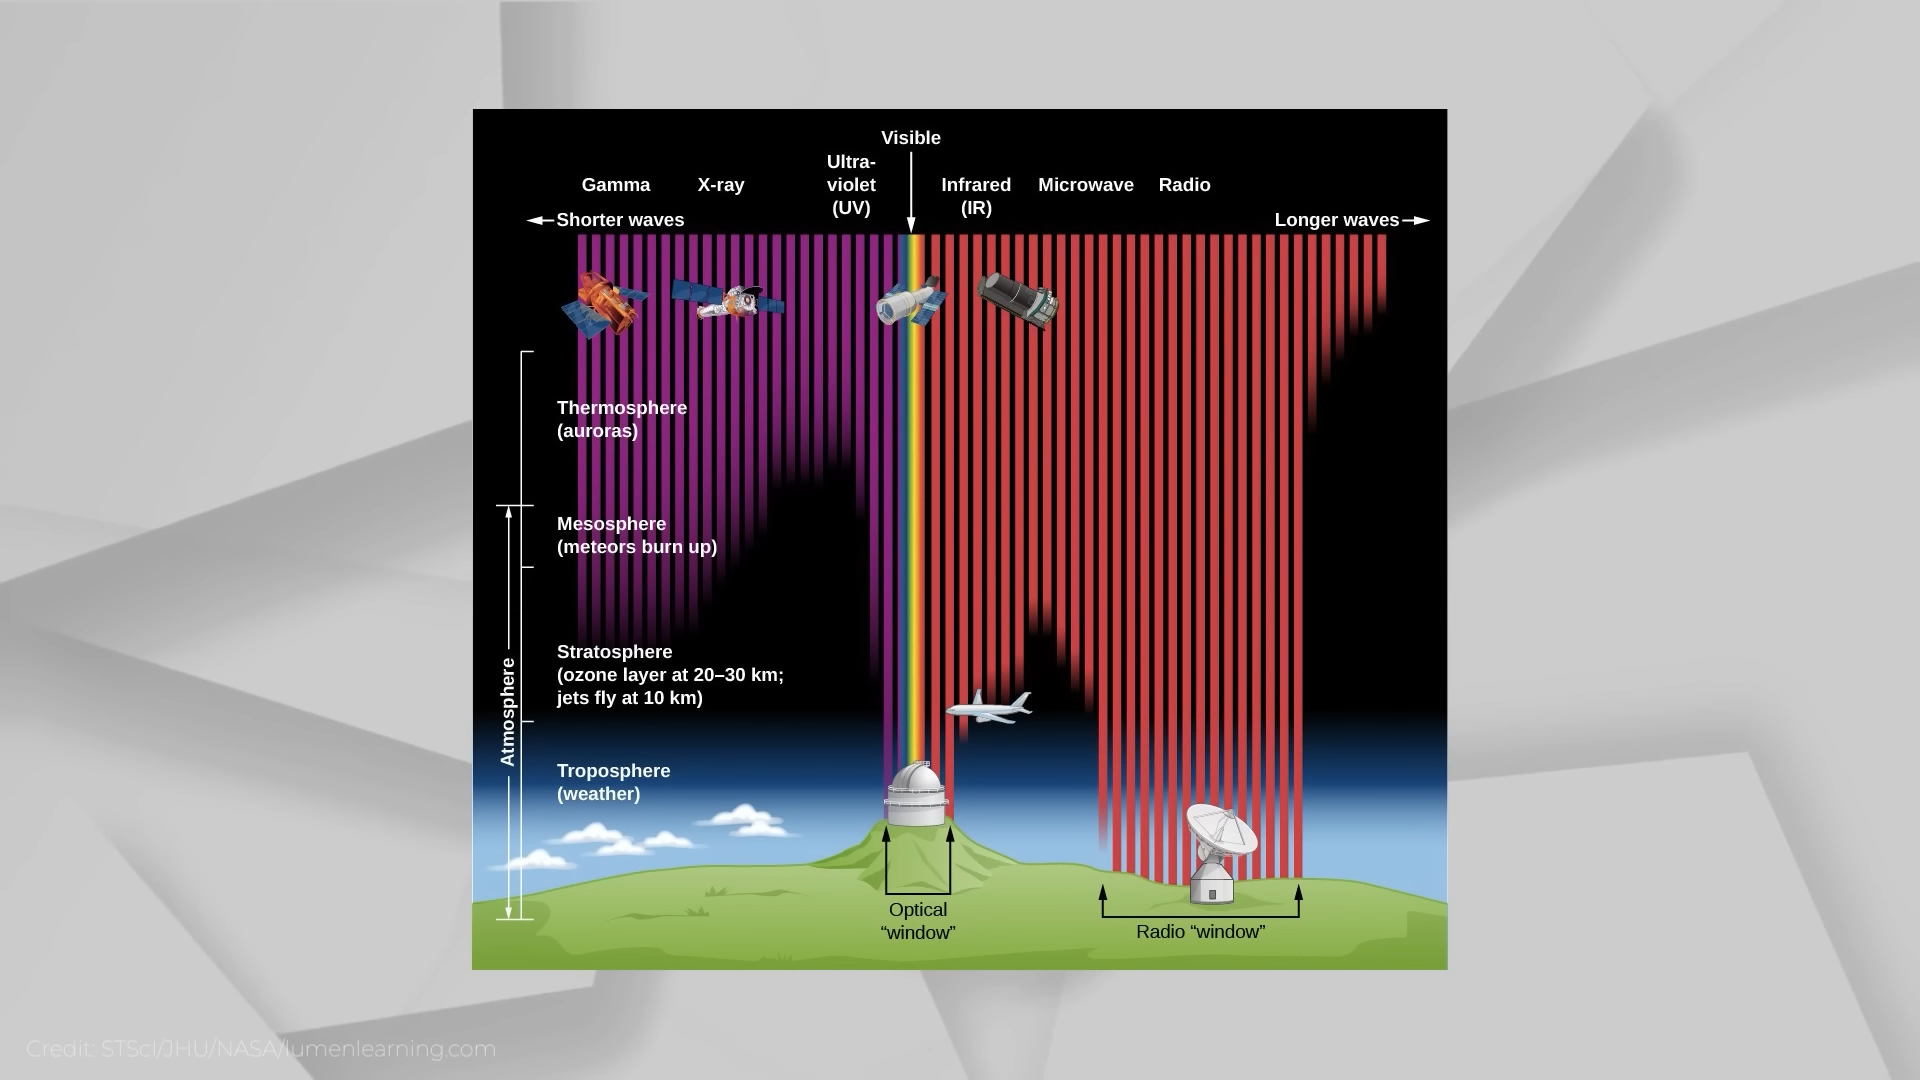 Visible
Ultra-
violet
(UV)
Gamma
X-ray
Infrared
(IR)
Microwave
Radio
Shorter waves
Longer waves
Thermosphere
(auroras)
Mesosphere
(meteors burn up)
Stratosphere
(ozone layer at 20–30 km;
jets fly at 10 km)
Atmosphere
Troposphere
(weather)
Optical
“window”
Radio “window”
Credit: STScI/JHU/NASA/lumenlearning.com